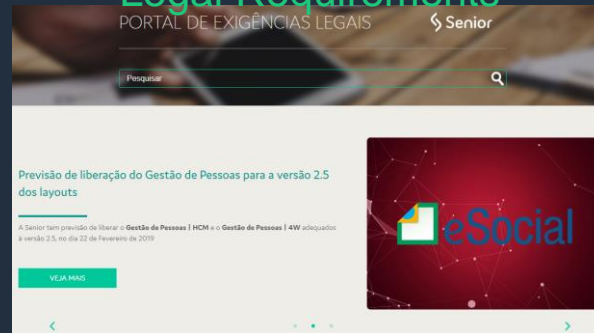 Legal Requirements
PORTAL DE EXIGÊNCIAS LEGAIS
Senior
Pesquisar
Previsão de liberação do Gestão de Pessoas para a versão 2.5
dos layouts
A Senior tem previsão de liberar o Gestão de Pessoas | HCM e o Gestão de Pessoas | 4W adequados
à versão 2.5, no dia 22 de Fevereiro de 2019
VEJA MAIS
eSocial